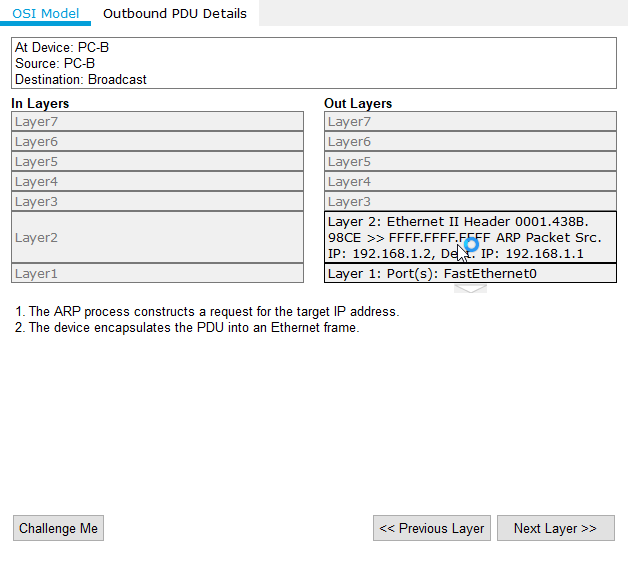 OSI Model Outbound PDU Details
At Device: PC-B
Source: PC-B
Destination: Broadcast
In Layers
Layer7
Layer6
Layer5
Layer4
Layer3
Layer2
Layer1
Out Layers
Layer7
Layer6
Layer5
Layer4
Layer3
Layer 2: Ethernet II Header 0001.438B.
98CE >> FFFF.FFFF.FFFF ARP Packet Src.
IP: 192.168.1.2, Dest. IP: 192.168.1.1
Layer 1: Port(s): FastEthernet0
1. The ARP process constructs a request for the target IP address.
2. The device encapsulates the PDU into an Ethernet frame.
Challenge Me << Previous Layer Next Layer >>